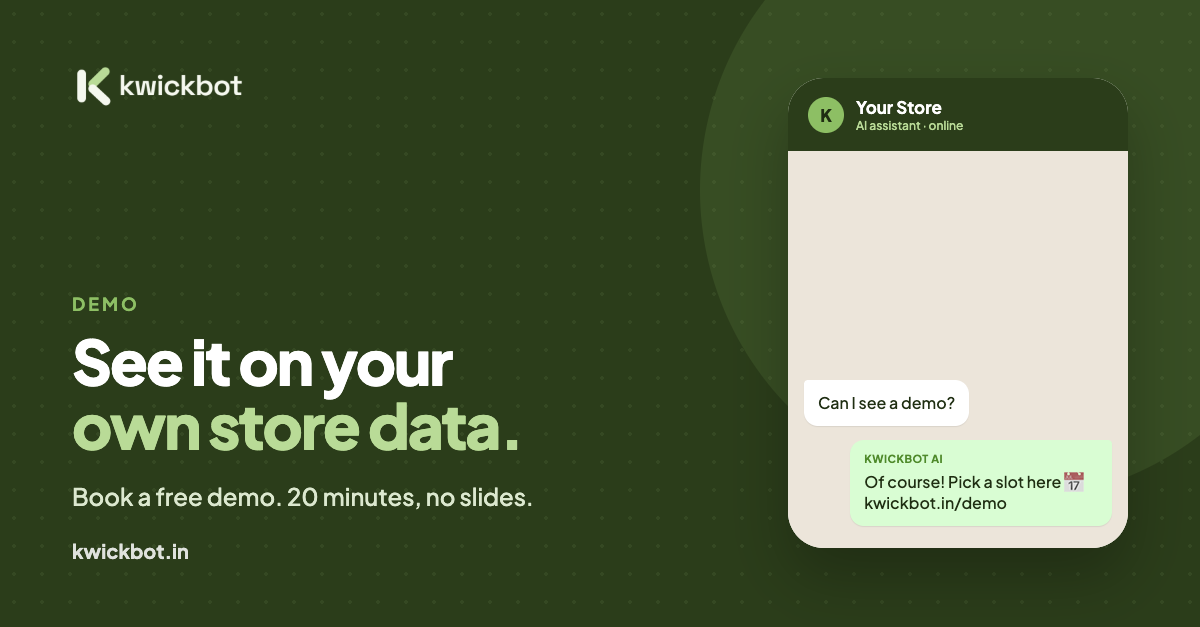 kwickbot
DEMO
See it on your
own store data.
Book a free demo. 20 minutes, no slides.
kwickbot.in
K
Your Store
AI assistant · online
Can I see a demo?
KWICKBOT AI
Of course! Pick a slot here 📅
kwickbot.in/demo